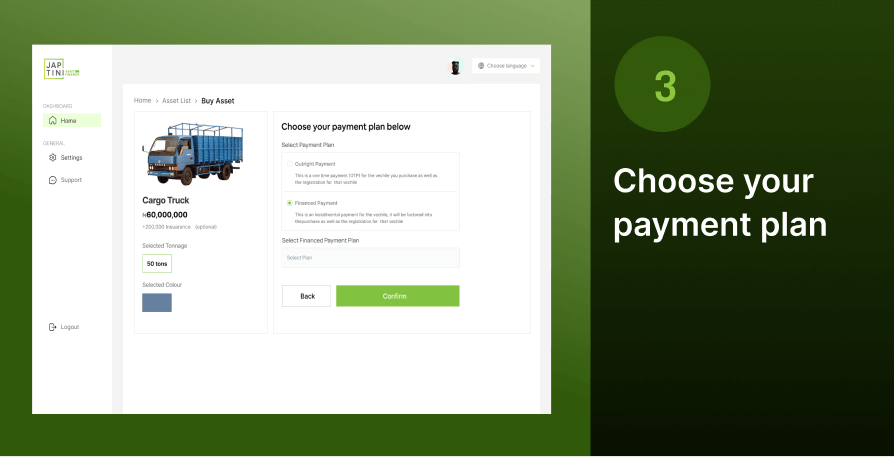 JAP
TINI
Choose language
Home > Asset List > Buy Asset
DASHBOARD
Home
GENERAL
Settings
Support
Logout
Cargo Truck
₦60,000,000
+200,000 Insuarance (optional)
Selected Tonnage
50 tons
Selected Colour
Choose your payment plan below
Select Payment Plan
Outright Payment
This is a one time payment (OTP) for the vechile you purchase as well as
the registration for that vechile
Financed Payment
This is an installmental payment for the vechile, it will be factored into
thepurchase as well as the registration for that vechile
Select Financed Payment Plan
Select Plan
Back
Confirm
3
Choose your
payment plan